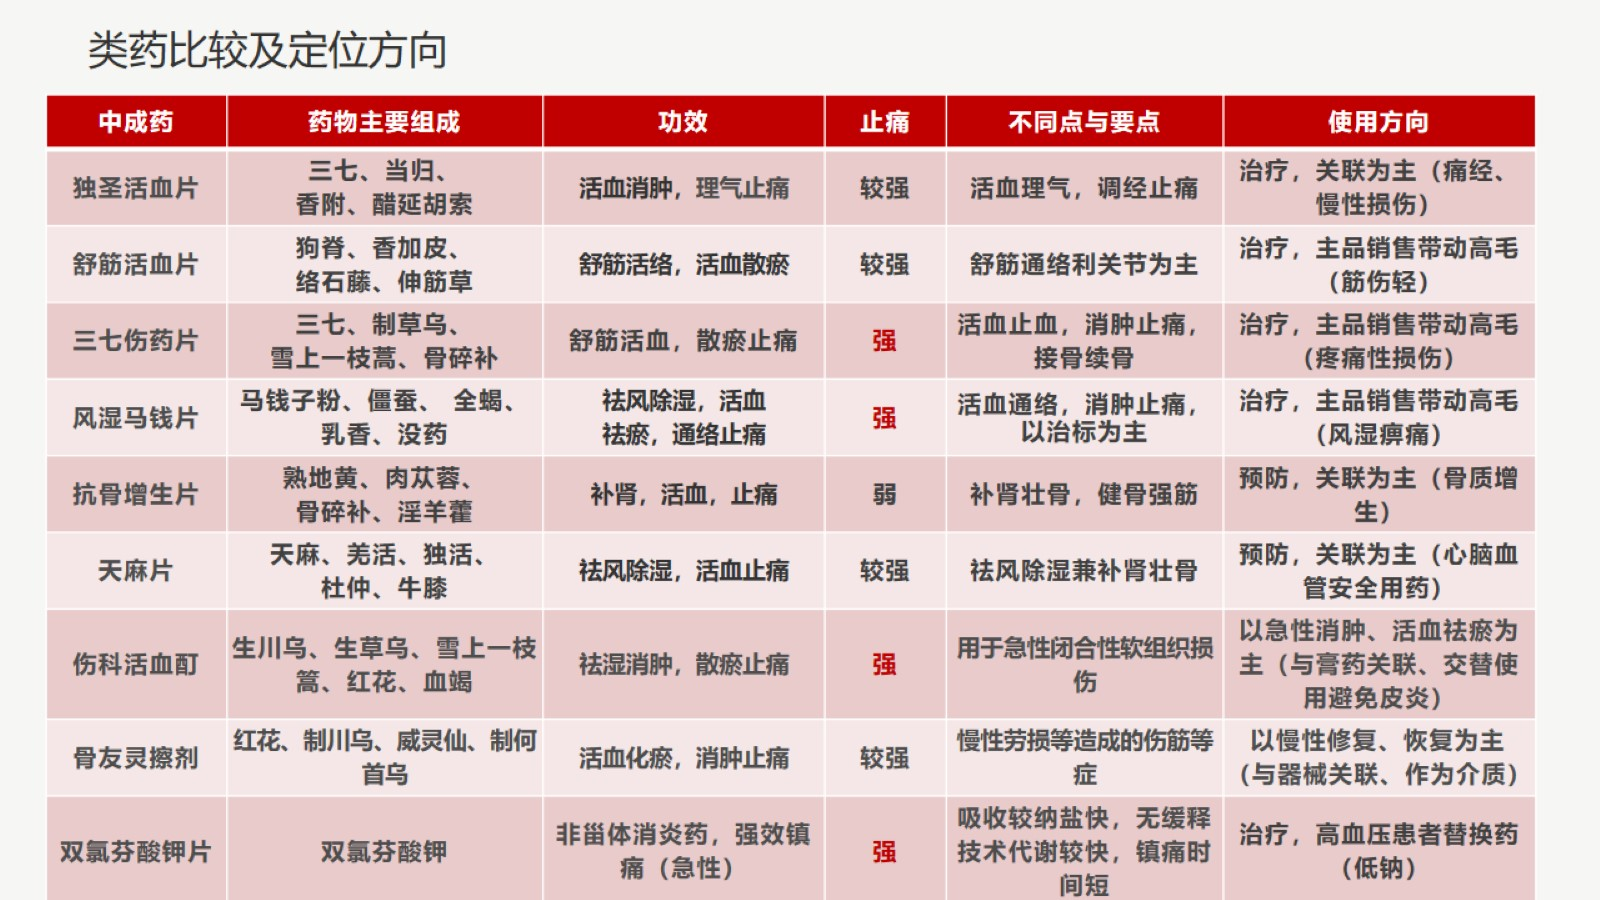 类药比较及定位方向
中成药
药物主要组成
功效
止痛
不同点与要点
使用方向
独圣活血片
三七、当归、
香附、醋延胡索
活血消肿，理气止痛
较强
活血理气，调经止痛
治疗，关联为主（痛经、
慢性损伤）
舒筋活血片
狗脊、香加皮、
络石藤、伸筋草
舒筋活络，活血散瘀
较强
舒筋通络利关节为主
治疗，主品销售带动高毛
（筋伤轻）
三七伤药片
三七、制草乌、
雪上一枝蒿、骨碎补
舒筋活血，散瘀止痛
强
活血止血，消肿止痛，
接骨续骨
治疗，主品销售带动高毛
（疼痛性损伤）
风湿马钱片
马钱子粉、僵蚕、 全蝎、
乳香、没药
祛风除湿，活血
祛瘀，通络止痛
强
活血通络，消肿止痛，
以治标为主
治疗，主品销售带动高毛
（风湿痹痛）
抗骨增生片
熟地黄、肉苁蓉、
骨碎补、淫羊藿
补肾，活血，止痛
弱
补肾壮骨，健骨强筋
预防，关联为主（骨质增
生）
天麻片
天麻、羌活、独活、
杜仲、牛膝
祛风除湿，活血止痛
较强
祛风除湿兼补肾壮骨
预防，关联为主（心脑血
管安全用药）
伤科活血酊
生川乌、生草乌、雪上一枝
蒿、红花、血竭
祛湿消肿，散瘀止痛
强
用于急性闭合性软组织损
伤
以急性消肿、活血祛瘀为
主（与膏药关联、交替使
用避免皮炎）
骨友灵擦剂
红花、制川乌、威灵仙、制何
首乌
活血化瘀，消肿止痛
较强
慢性劳损等造成的伤筋等
症
以慢性修复、恢复为主
（与器械关联、作为介质）
双氯芬酸钾片
双氯芬酸钾
非甾体消炎药，强效镇
痛（急性）
强
吸收较纳盐快，无缓释
技术代谢较快，镇痛时
间短
治疗，高血压患者替换药
（低钠）